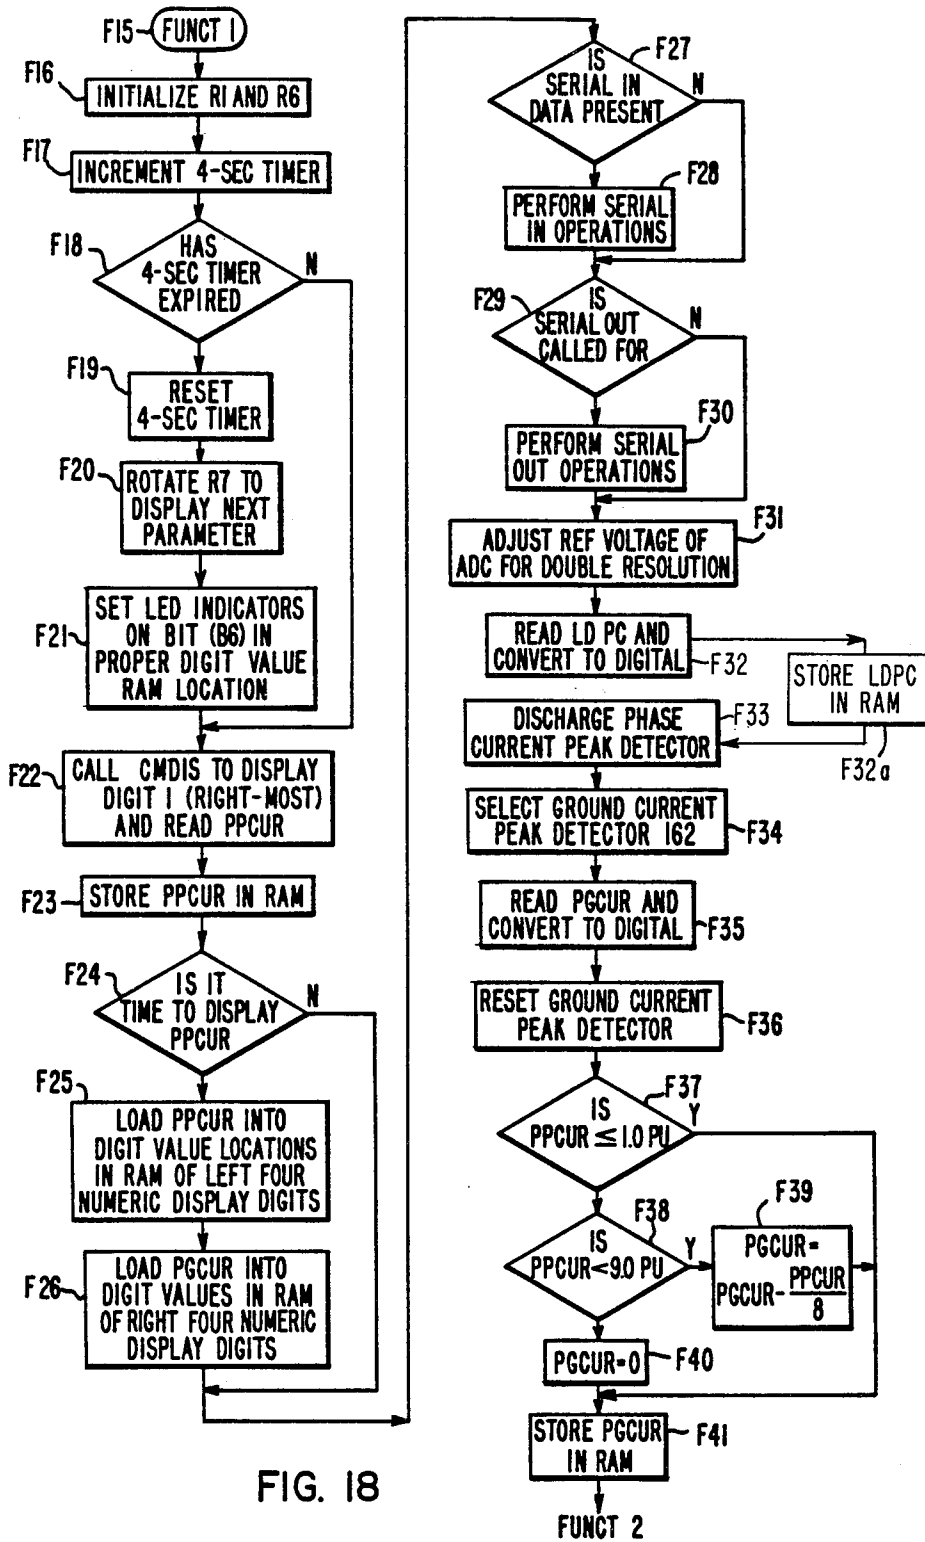 F15
FUNCT 1
F16
INITIALIZE R1 AND R6
F17
INCREMENT 4-SEC TIMER
F18
HAS
4-SEC TIMER
EXPIRED
N
F19
RESET
4-SEC TIMER
F20
ROTATE R7 TO
DISPLAY NEXT
PARAMETER
F21
SET LED INDICATORS
ON BIT (B6) IN
PROPER DIGIT VALUE
RAM LOCATION
F22
CALL CMDIS TO DISPLAY
DIGIT 1 (RIGHT-MOST)
AND READ PPCUR
F23
STORE PPCUR IN RAM
F24
IS IT
TIME TO DISPLAY
PPCUR
N
F25
LOAD PPCUR INTO
DIGIT VALUE LOCATIONS
IN RAM OF LEFT FOUR
NUMERIC DISPLAY DIGITS
F26
LOAD PGCUR INTO
DIGIT VALUES IN RAM
OF RIGHT FOUR NUMERIC
DISPLAY DIGITS
F27
IS
SERIAL IN
DATA PRESENT
N
F28
PERFORM SERIAL
IN OPERATIONS
F29
IS
SERIAL OUT
CALLED FOR
N
F30
PERFORM SERIAL
OUT OPERATIONS
F31
ADJUST REF VOLTAGE OF
ADC FOR DOUBLE RESOLUTION
READ LD PC AND
CONVERT TO DIGITAL
F32
STORE LDPC
IN RAM
F32a
DISCHARGE PHASE
CURRENT PEAK DETECTOR
F33
SELECT GROUND CURRENT
PEAK DETECTOR 162
F34
READ PGCUR AND
CONVERT TO DIGITAL
F35
RESET GROUND CURRENT
PEAK DETECTOR
F36
F37
IS
PPCUR ≤ 1.0 PU
Y
F38
IS
PPCUR < 9.0 PU
Y
F39
PGCUR =
PGCUR - PPCUR
8
PGCUR = 0
F40
STORE PGCUR
IN RAM
F41
FUNCT 2
FIG. 18